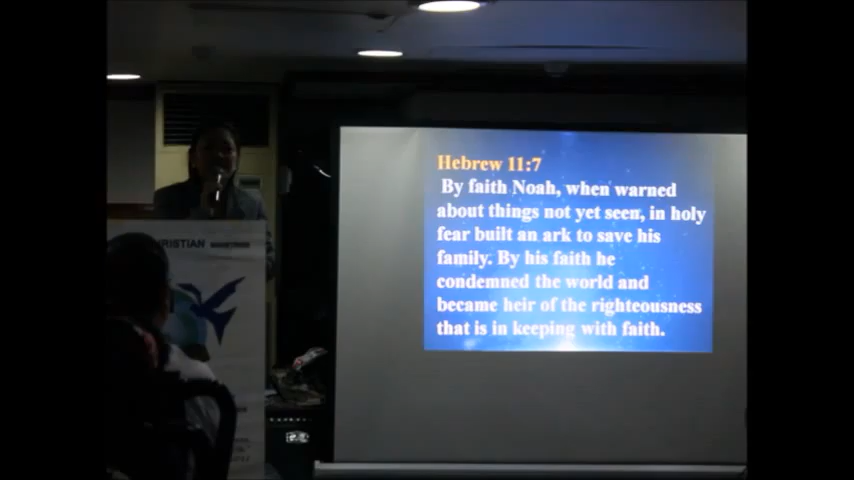 Hebrew 11:7
By faith Noah, when warned
about things not yet seen, in holy
fear built an ark to save his
family. By his faith he
condemned the world and
became heir of the righteousness
that is in keeping with faith.
RISTIAN